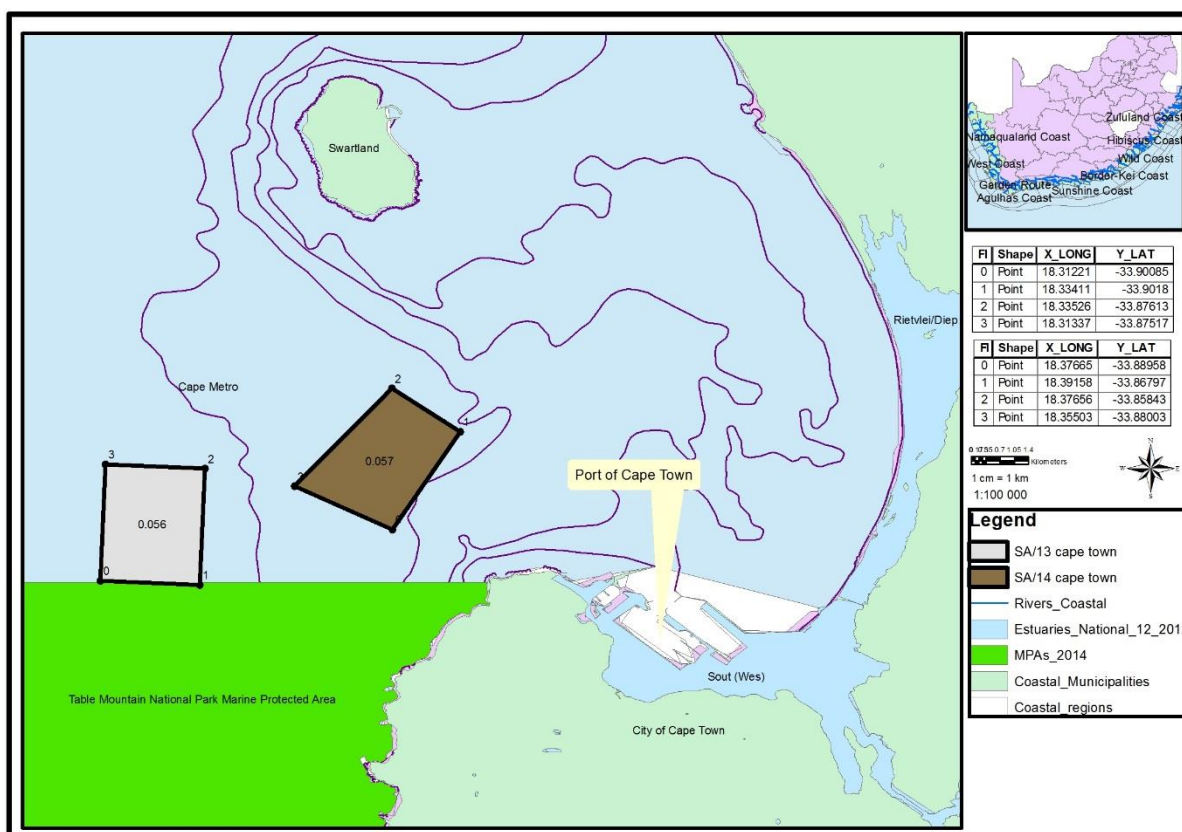 Swartland
Cape Metro
Rietvlei/Diep
2
1
0.057
3
2
0.056
0
1
Port of Cape Town
Table Mountain National Park Marine Protected Area
Sout (Wes)
City of Cape Town
Zululand Coast
Namaqualand Coast
Hibiscus Coast
Wild Coast
West Coast
Border-Kei Coast
Garden Route
Sunshine Coast
Agulhas Coast
FI Shape X_LONG Y_LAT
0 Point 18.31221 -33.90085
1 Point 18.33411 -33.9018
2 Point 18.33526 -33.87613
3 Point 18.31337 -33.87517
FI Shape X_LONG Y_LAT
0 Point 18.37665 -33.88958
1 Point 18.39158 -33.86797
2 Point 18.37656 -33.85843
3 Point 18.35503 -33.88003
Kilometers
1 cm = 1 km
1:100 000
N
W
E
S
Legend
SA/13 cape town
SA/14 cape town
Rivers_Coastal
Estuaries_National_12_201
MPAs_2014
Coastal_Municipalities
Coastal_regions